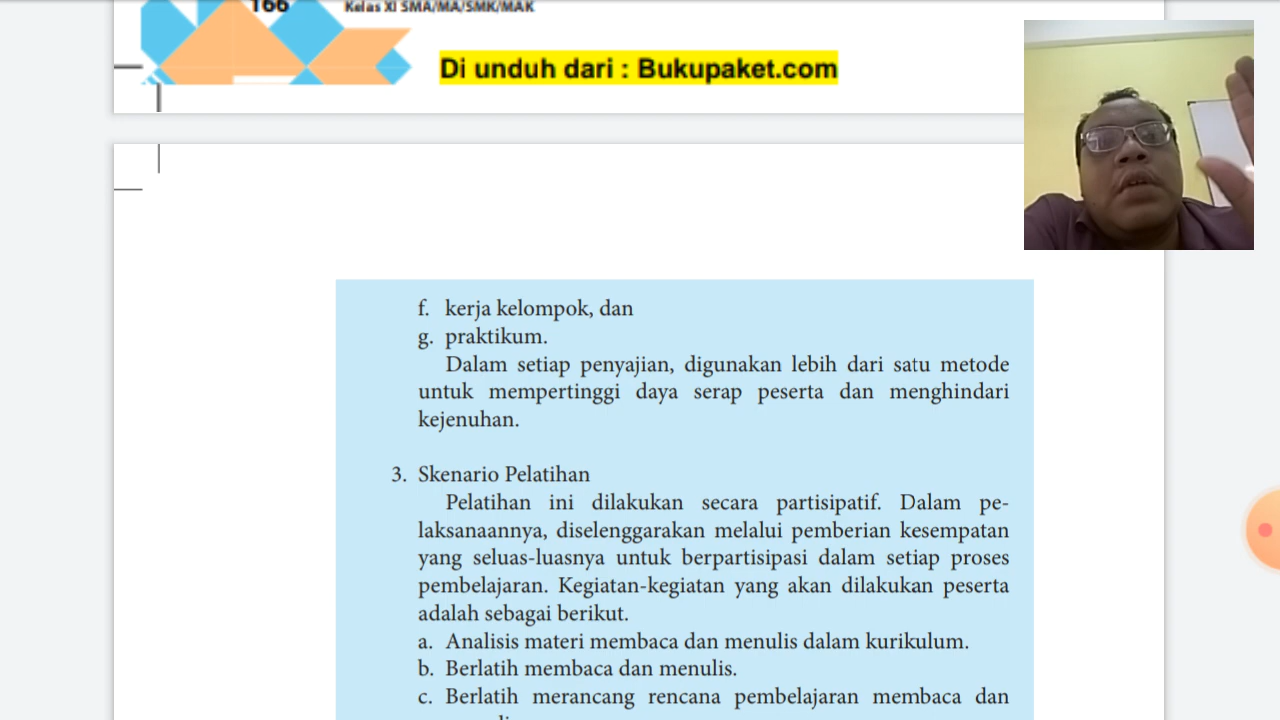 166 Kelas XI SMA/MA/SMK/MAK
Di unduh dari : Bukupaket.com
f. kerja kelompok, dan
g. praktikum.
Dalam setiap penyajian, digunakan lebih dari satu metode
untuk mempertinggi daya serap peserta dan menghindari
kejenuhan.
3. Skenario Pelatihan
Pelatihan ini dilakukan secara partisipatif. Dalam pe-
laksanaannya, diselenggarakan melalui pemberian kesempatan
yang seluas-luasnya untuk berpartisipasi dalam setiap proses
pembelajaran. Kegiatan-kegiatan yang akan dilakukan peserta
adalah sebagai berikut.
a. Analisis materi membaca dan menulis dalam kurikulum.
b. Berlatih membaca dan menulis.
c. Berlatih merancang rencana pembelajaran membaca dan